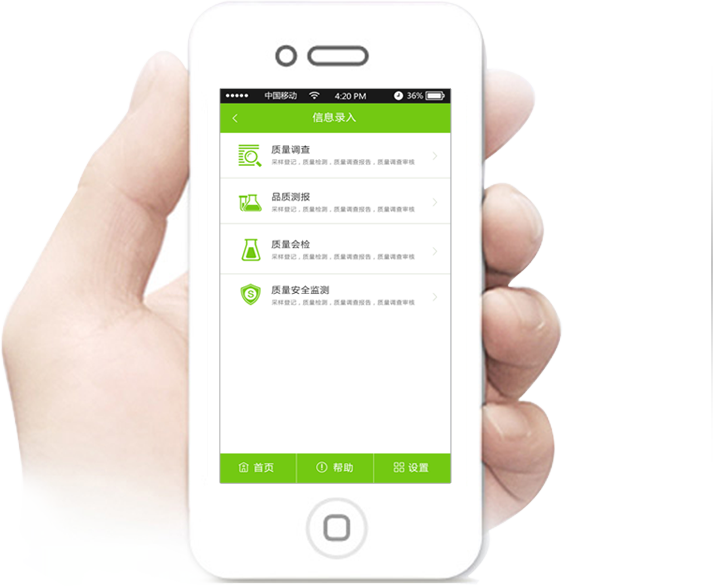 中国移动 4:20 PM 36%
信息录入
质量调查
采样登记，质量检测，质量调查报告，质量调查审核
品质测报
采样登记，质量检测，质量调查报告，质量调查审核
质量会检
采样登记，质量检测，质量调查报告，质量调查审核
质量安全监测
采样登记，质量检测，质量调查报告，质量调查审核
首页 帮助 设置